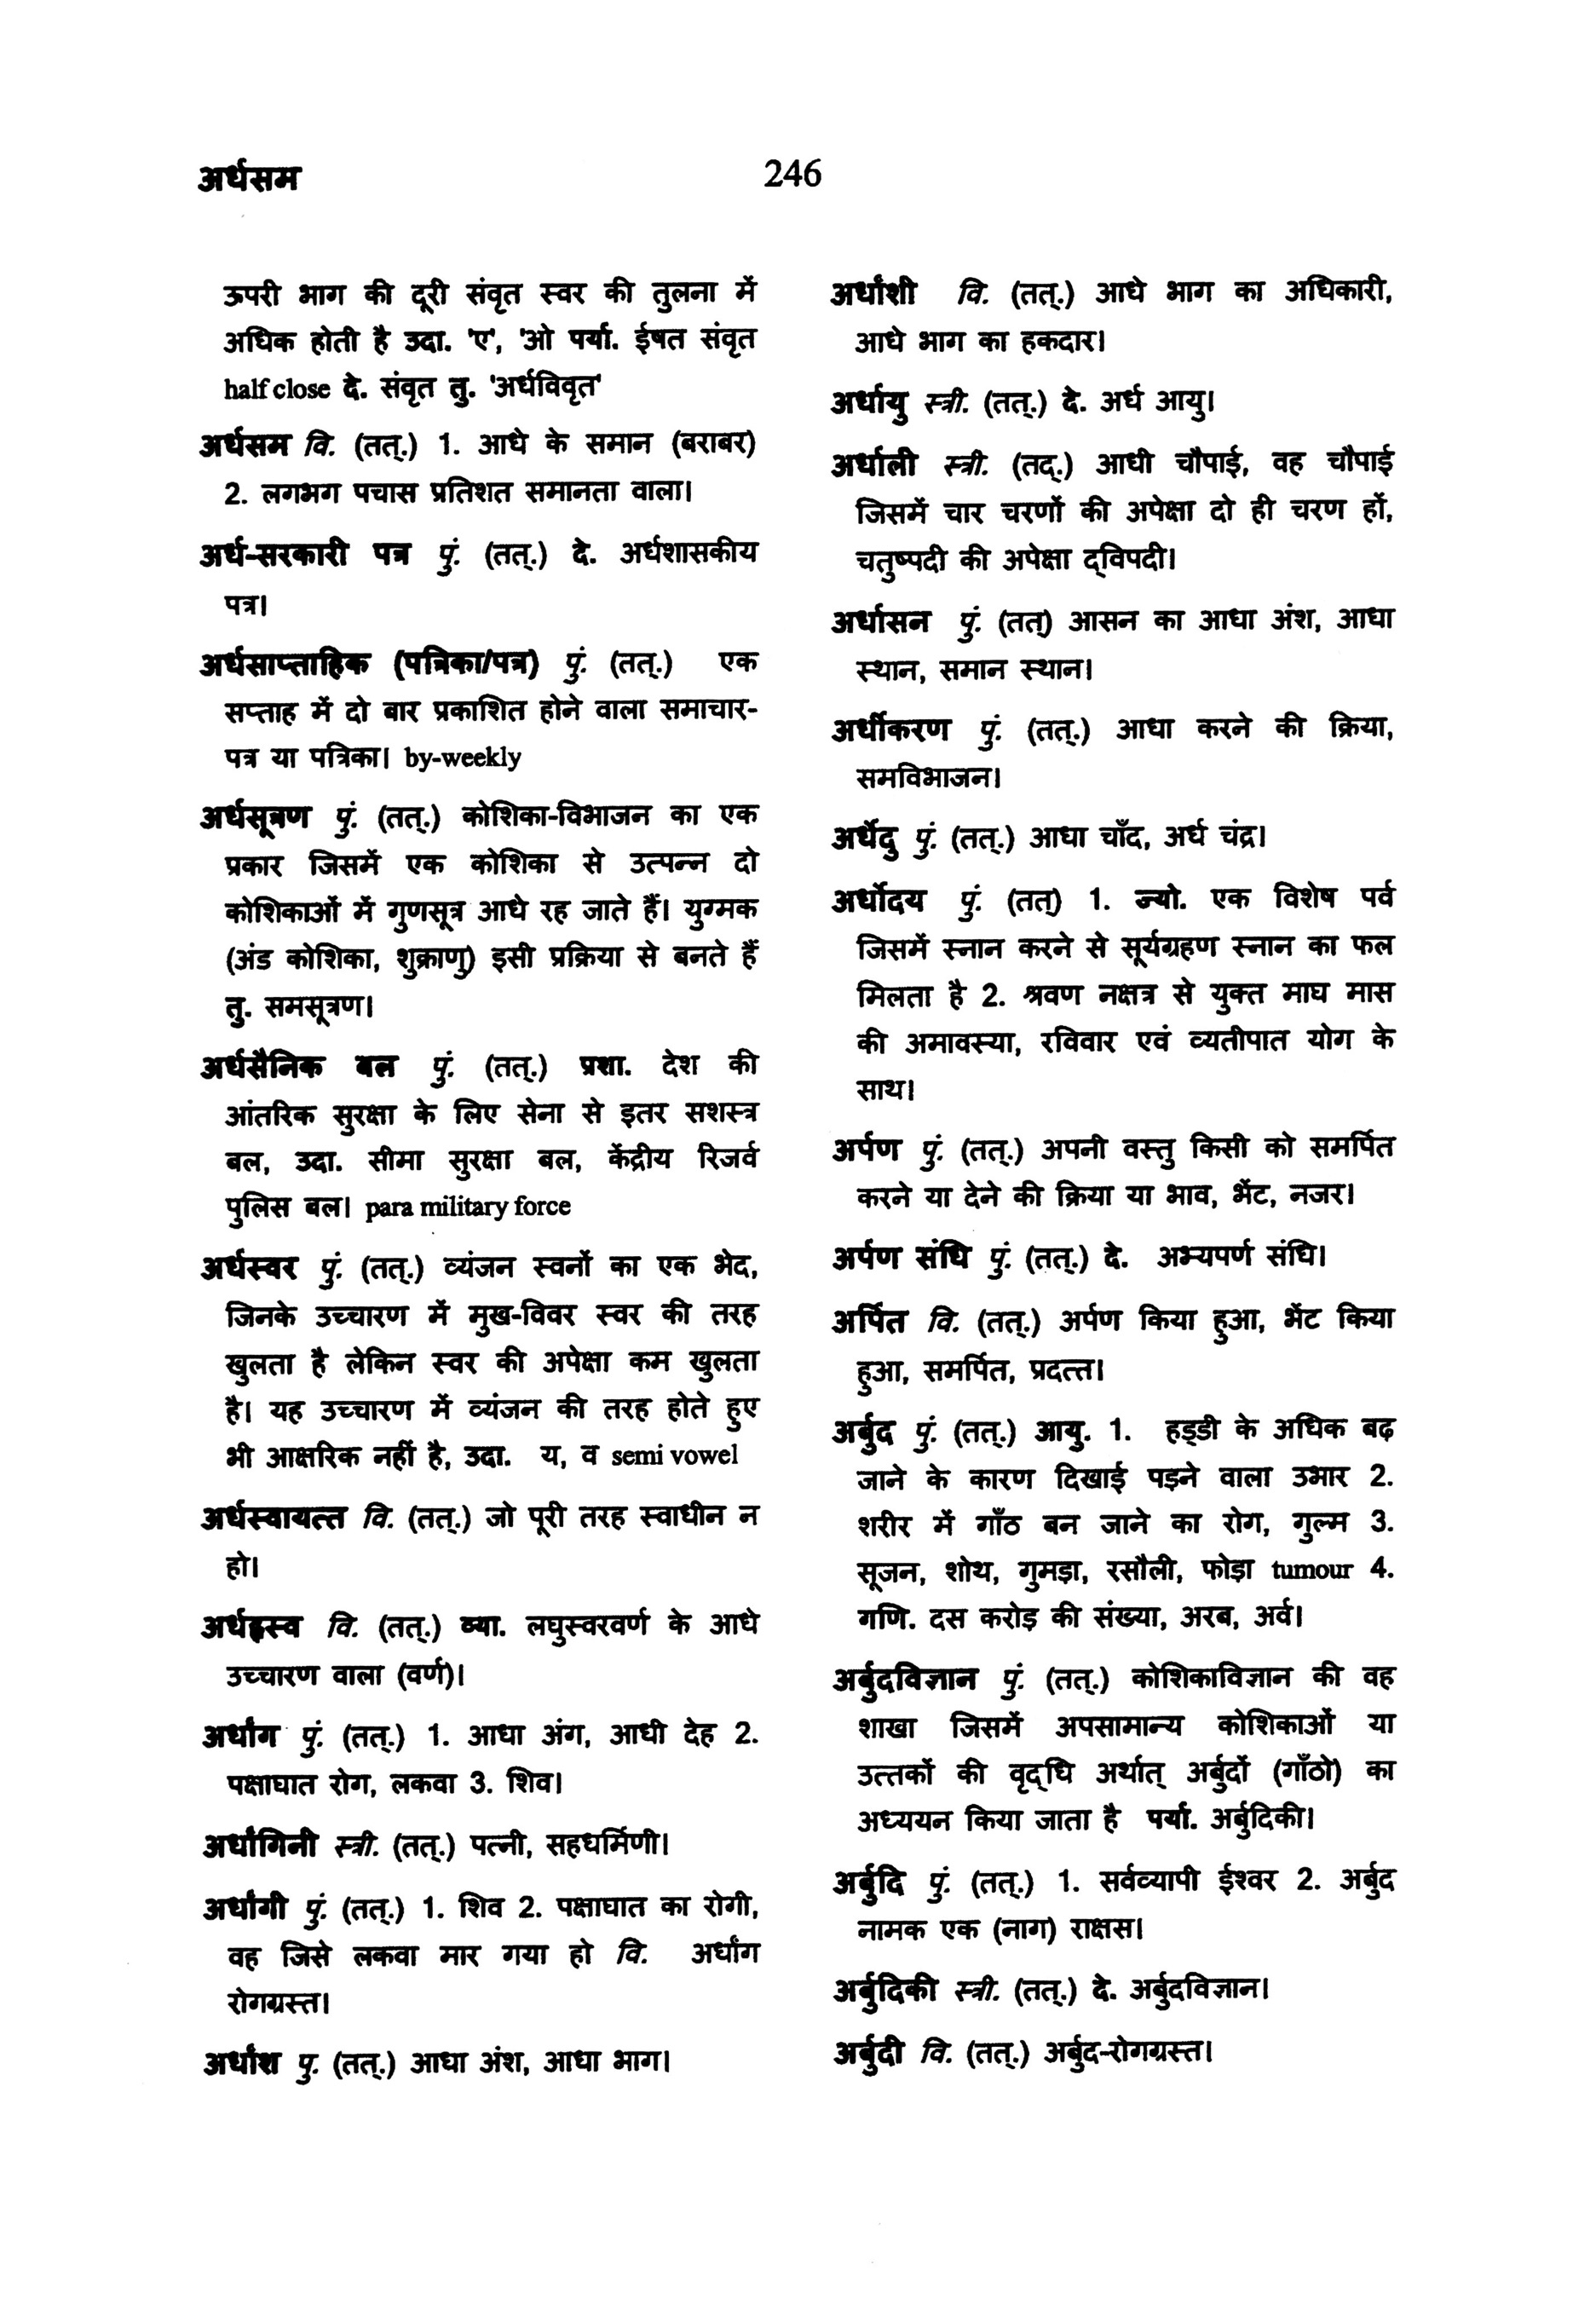 अर्धसम
246
ऊपरी भाग की दूरी संवृत स्वर की तुलना में
अधिक होती है उदा. 'ए', 'ओ पर्या. ईषत संवृत
half close दे. संवृत तु. 'अर्धविवृत'
अर्धसम वि. (तत्.) 1. आधे के समान (बराबर)
2. लगभग पचास प्रतिशत समानता वाला।
अर्ध-सरकारी पत्र पुं. (तत्.) दे. अर्धशासकीय
पत्र।
अर्धसाप्ताहिक (पत्रिका/पत्र) पुं. (तत्.) एक
सप्ताह में दो बार प्रकाशित होने वाला समाचार-
पत्र या पत्रिका। by-weekly
अर्धसूत्रण पुं. (तत्.) कोशिका-विभाजन का एक
प्रकार जिसमें एक कोशिका से उत्पन्न दो
कोशिकाओं में गुणसूत्र आधे रह जाते हैं। युग्मक
(अंड कोशिका, शुक्राणु) इसी प्रक्रिया से बनते हैं
तु. समसूत्रण।
अर्धसैनिक बल पुं. (तत्.) प्रशा. देश की
आंतरिक सुरक्षा के लिए सेना से इतर सशस्त्र
बल, उदा. सीमा सुरक्षा बल, केंद्रीय रिजर्व
पुलिस बल। para military force
अर्धस्वर पुं. (तत्.) व्यंजन स्वनों का एक भेद,
जिनके उच्चारण में मुख-विवर स्वर की तरह
खुलता है लेकिन स्वर की अपेक्षा कम खुलता
है। यह उच्चारण में व्यंजन की तरह होते हुए
भी आक्षरिक नहीं है, उदा. य, व semi vowel
अर्धस्वायत्त वि. (तत्.) जो पूरी तरह स्वाधीन न
हो।
अर्धह्रस्व वि. (तत्.) व्या. लघुस्वरवर्ण के आधे
उच्चारण वाला (वर्ण)।
अर्धांग पुं. (तत्.) 1. आधा अंग, आधी देह 2.
पक्षाघात रोग, लकवा 3. शिव।
अर्धांगिनी स्त्री. (तत्.) पत्नी, सहधर्मिणी।
अर्धांगी पुं. (तत्.) 1. शिव 2. पक्षाघात का रोगी,
वह जिसे लकवा मार गया हो वि. अर्धांग
रोगग्रस्त।
अर्धांश पु. (तत्.) आधा अंश, आधा भाग।
अर्धांशी वि. (तत्.) आधे भाग का अधिकारी,
आधे भाग का हकदार।
अर्धायु स्त्री. (तत्.) दे. अर्ध आयु।
अर्धाली स्त्री. (तद्.) आधी चौपाई, वह चौपाई
जिसमें चार चरणों की अपेक्षा दो ही चरण हों,
चतुष्पदी की अपेक्षा द्‌विपदी।
अर्धासन पुं. (तत्) आसन का आधा अंश, आधा
स्थान, समान स्थान।
अर्धीकरण पुं. (तत्.) आधा करने की क्रिया,
समविभाजन।
अर्धेंदु पुं. (तत्.) आधा चाँद, अर्ध चंद्र।
अर्धोदय पुं. (तत्) 1. ज्यो. एक विशेष पर्व
जिसमें स्नान करने से सूर्यग्रहण स्नान का फल
मिलता है 2. श्रवण नक्षत्र से युक्त माघ मास
की अमावस्या, रविवार एवं व्यतीपात योग के
साथ।
अर्पण पुं. (तत्.) अपनी वस्तु किसी को समर्पित
करने या देने की क्रिया या भाव, भेंट, नजर।
अर्पण संधि पुं. (तत्.) दे. अभ्यपर्ण संधि।
अर्पित वि. (तत्.) अर्पण किया हुआ, भेंट किया
हुआ, समर्पित, प्रदत्त।
अर्बुद पुं. (तत्.) आयु. 1. हड्डी के अधिक बढ़
जाने के कारण दिखाई पड़ने वाला उभार 2.
शरीर में गाँठ बन जाने का रोग, गुल्म 3.
सूजन, शोथ, गुमड़ा, रसौली, फोड़ा tumour 4.
गणि. दस करोड़ की संख्या, अरब, अर्व।
अर्बुदविज्ञान पुं. (तत्.) कोशिकाविज्ञान की वह
शाखा जिसमें अपसामान्य कोशिकाओं या
उत्तकों की वृद्‌धि अर्थात् अर्बुदों (गाँठो) का
अध्ययन किया जाता है पर्या. अर्बुदिकी।
अर्बुदि पुं. (तत्.) 1. सर्वव्यापी ईश्वर 2. अर्बुद
नामक एक (नाग) राक्षस।
अर्बुदिकी स्त्री. (तत्.) दे. अर्बुदविज्ञान।
अर्बुदी वि. (तत्.) अर्बुद-रोगग्रस्त।